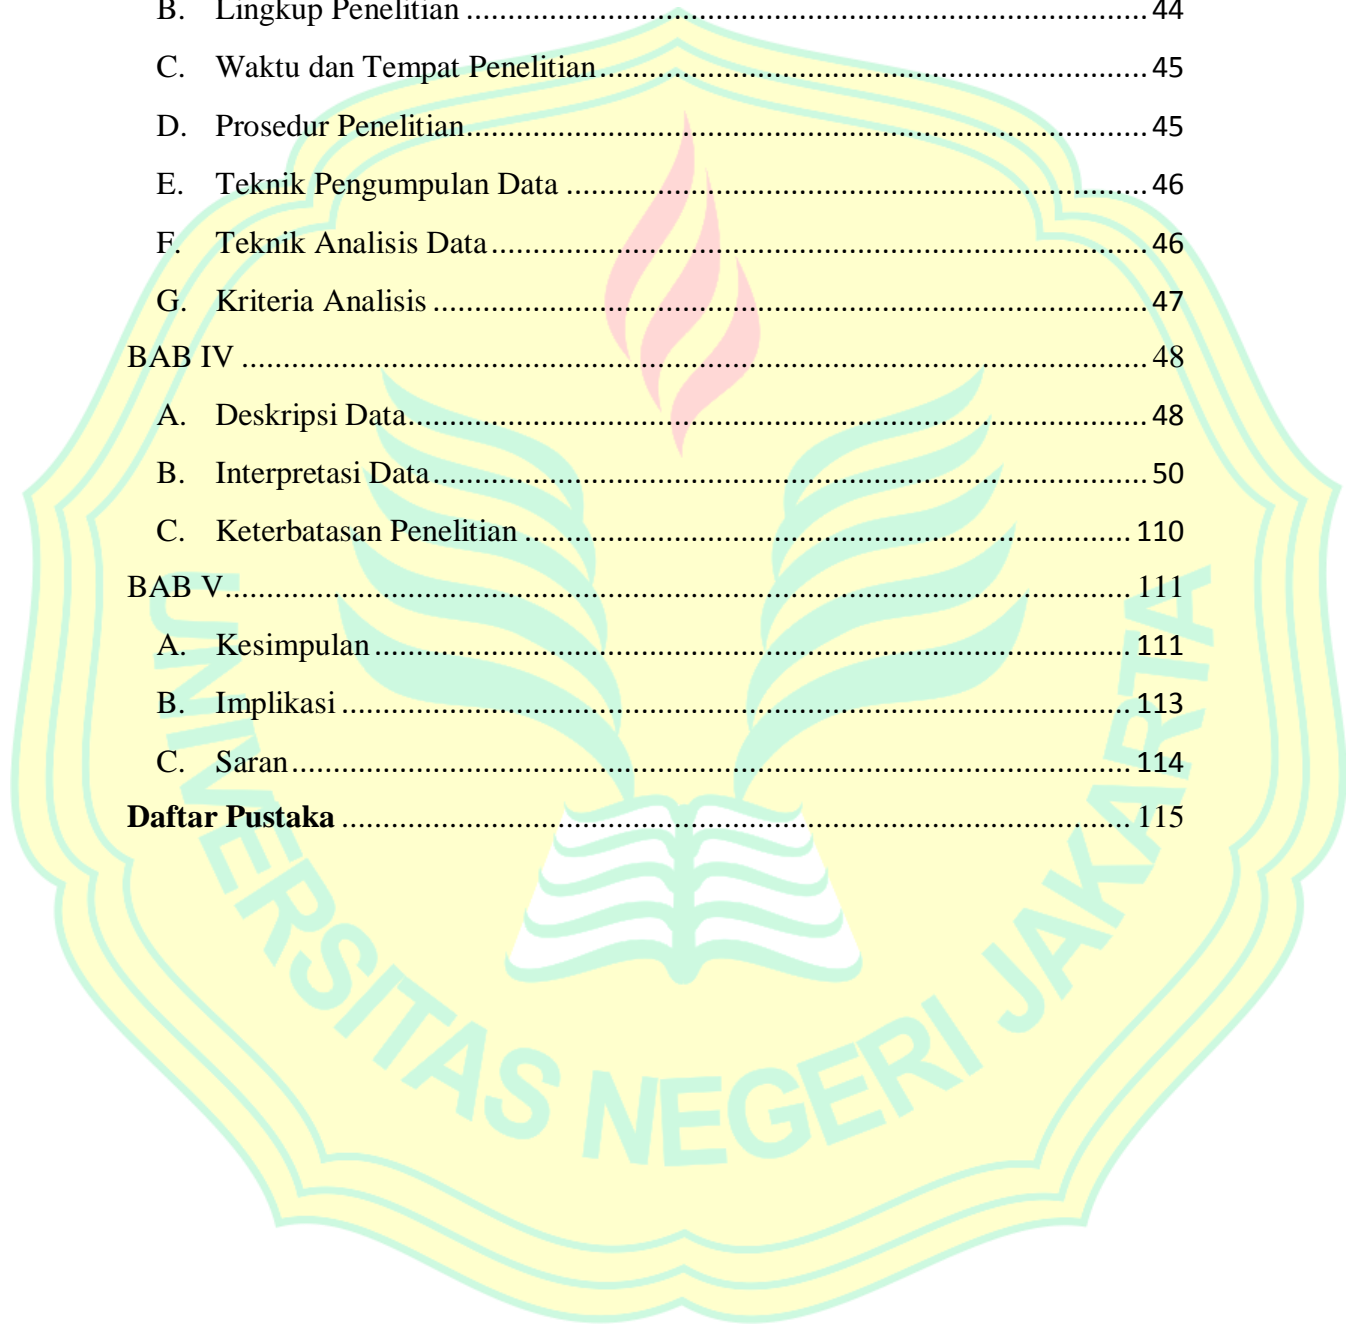 B. Lingkup Penelitian ........................ 44
C. Waktu dan Tempat Penitian ........................ 45
D. Prosedur Penelitian ........................ 45
E. Teknik Pengumpulan Data ........................ 46
F. Teknik Analisis Data ........................ 46
G. Kriteria Analisis ........................ 47
BAB IV ........................ 48
A. Deskripsi Data ........................ 48
B. Interpretasi Data ........................ 50
C. Keterbatasan Penelitian ........................ 110
BAB V ........................ 111
A. Kesimpulan ........................ 111
B. Implikasi ........................ 113
C. Saran ........................ 114
Daftar Pustaka ........................ 115
UNIVERSITAS NEGERI JAKARTA